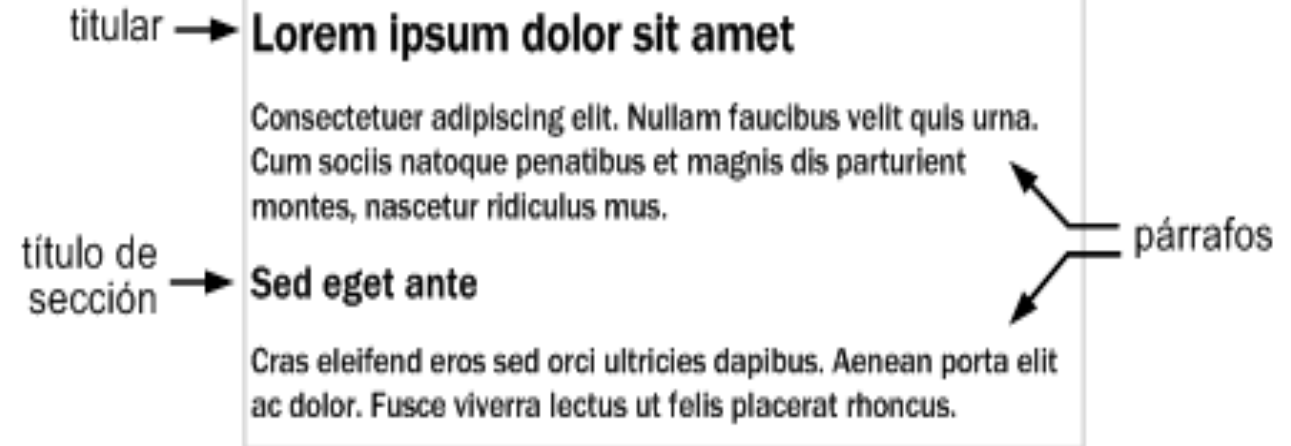 titular
Lorem ipsum dolor sit amet
Consectetuer adipiscing elit. Nullam faucibus velit quis urna.
Cum sociis natoque penatibus et magnis dis parturient
montes, nascetur ridiculus mus.
párrafos
título de
sección
Sed eget ante
Cras eleifend eros sed orci ultricies dapibus. Aenean porta elit
ac dolor. Fusce viverra lectus ut felis placerat rhoncus.